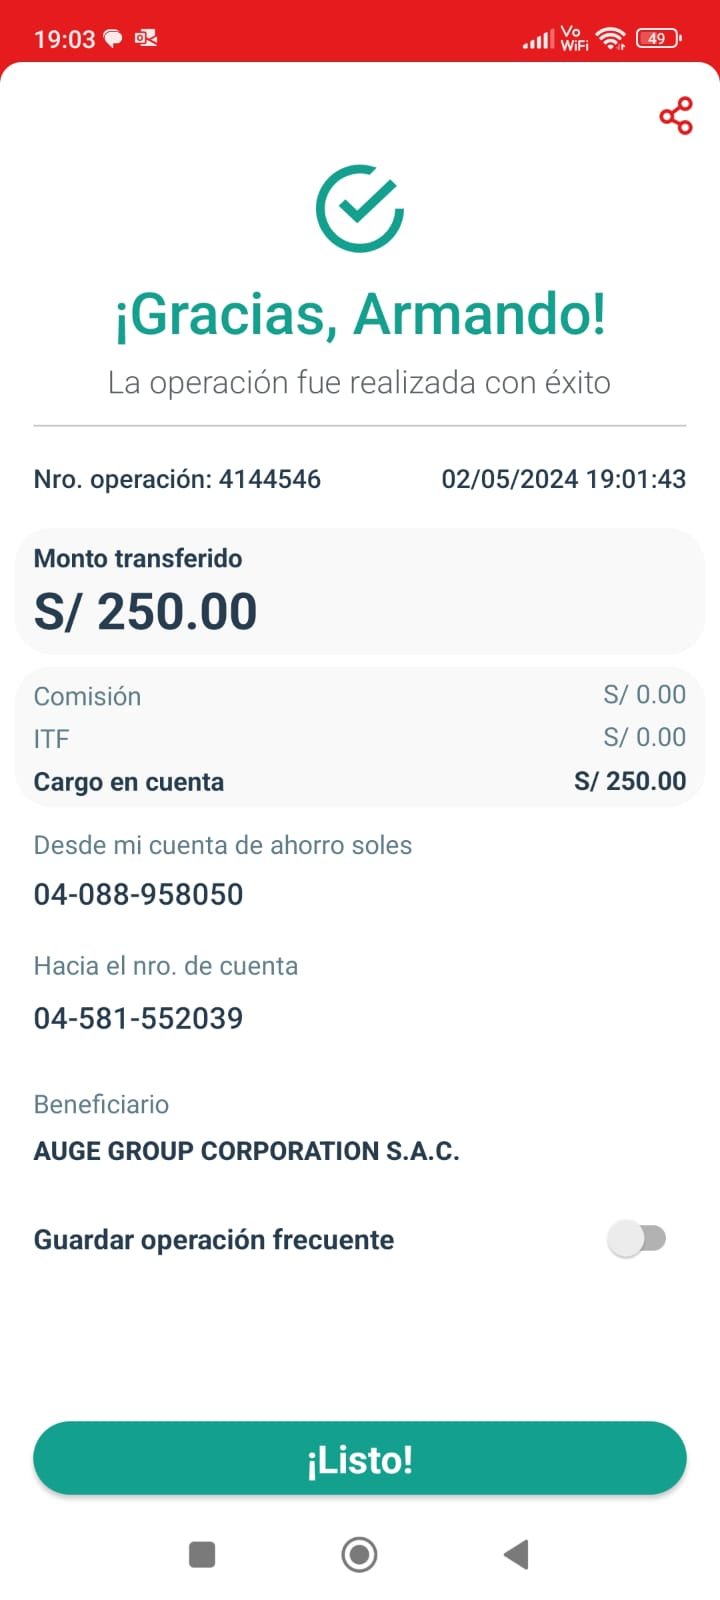 19:03
Vo
WiFi
49
¡Gracias, Armando!
La operación fue realizada con éxito
Nro. operación: 4144546 02/05/2024 19:01:43
Monto transferido
S/ 250.00
Comisión S/ 0.00
ITF S/ 0.00
Cargo en cuenta S/ 250.00
Desde mi cuenta de ahorro soles
04-088-958050
Hacia el nro. de cuenta
04-581-552039
Beneficiario
AUGE GROUP CORPORATION S.A.C.
Guardar operación frecuente
¡Listo!